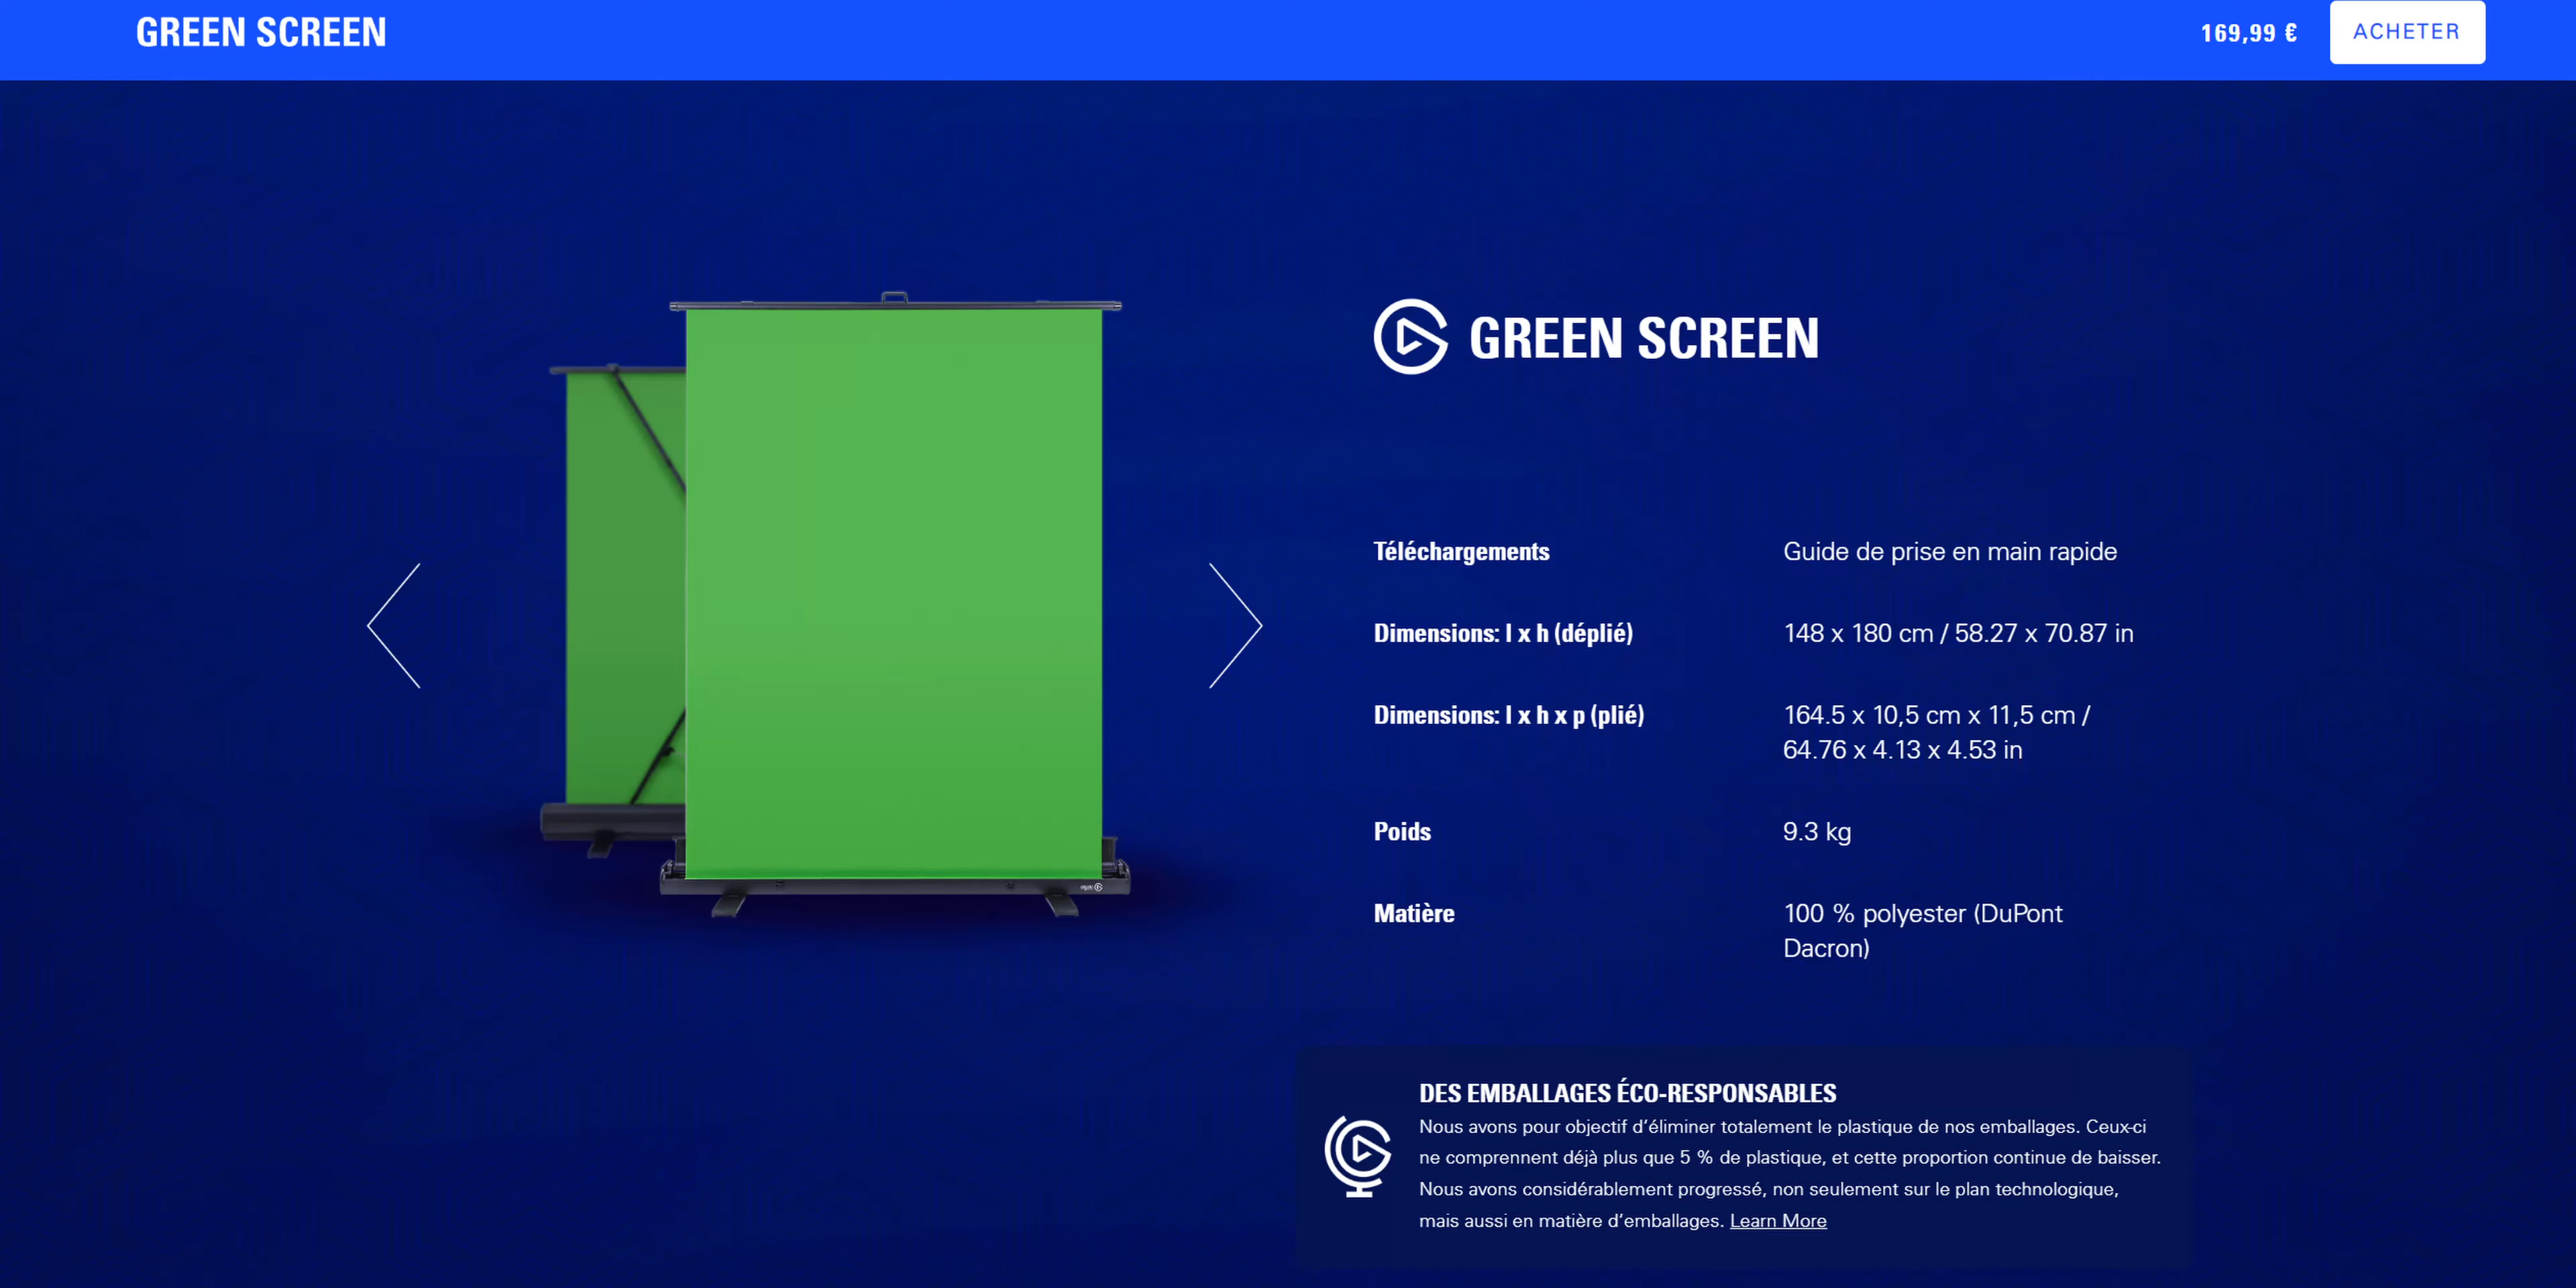 GREEN SCREEN
169,99 €
ACHETER
GREEN SCREEN
Téléchargements
Guide de prise en main rapide
Dimensions: l x h (déplié)
148 x 180 cm / 58.27 x 70.87 in
Dimensions: l x h x p (plié)
164.5 x 10,5 cm x 11,5 cm /
64.76 x 4.13 x 4.53 in
Poids
9.3 kg
Matière
100 % polyester (DuPont
Dacron)
DES EMBALLAGES ÉCO-RESPONSABLES
Nous avons pour objectif d’éliminer totalement le plastique de nos emballages. Ceux-ci
ne comprennent déjà plus que 5 % de plastique, et cette proportion continue de baisser.
Nous avons considérablement progressé, non seulement sur le plan technologique,
mais aussi en matière d’emballages. Learn More